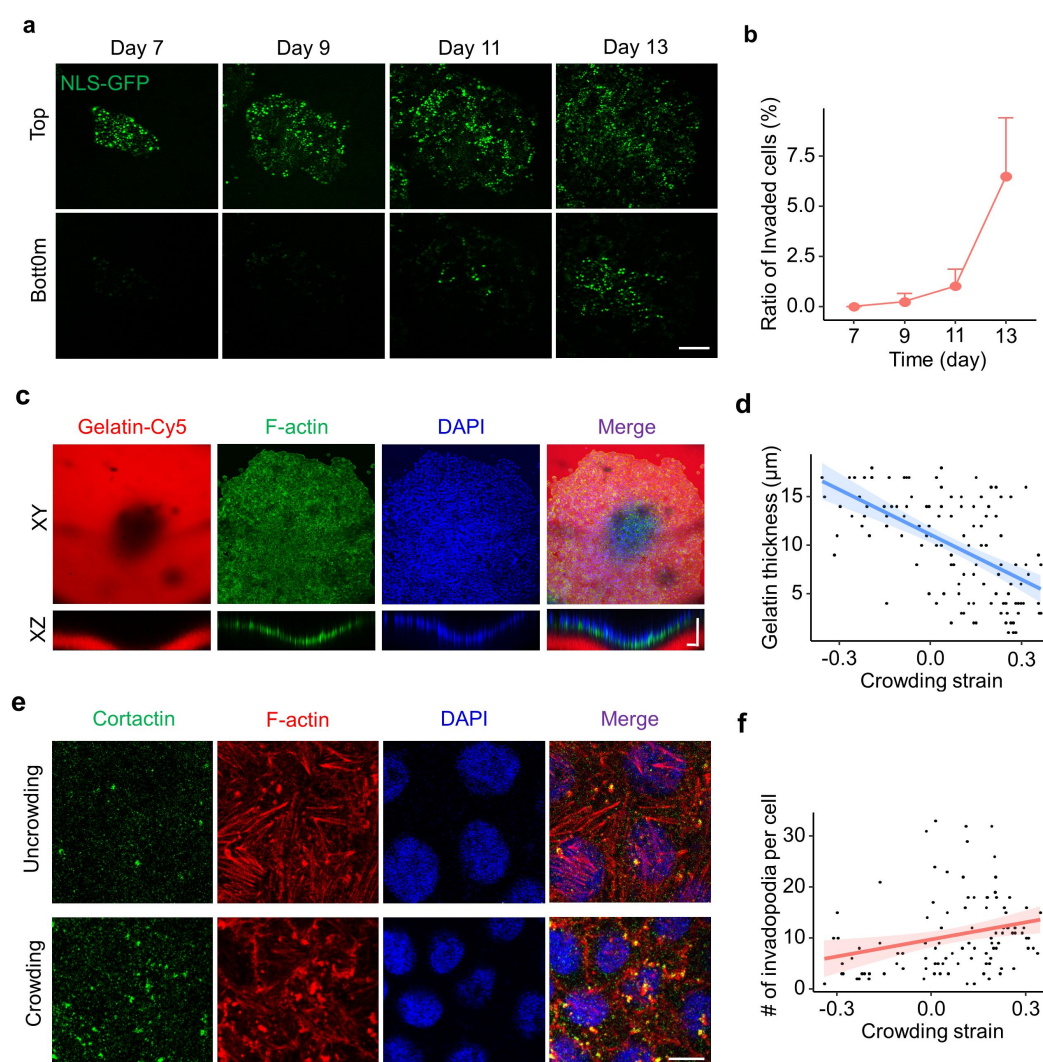 a
Day 7 Day 9 Day 11 Day 13
NLS-GFP
Top
Bott0m
b
Ratio of Invaded cells (%)
7.5
5.0
2.5
0.0
7 9 11 13
Time (day)
c
Gelatin-Cy5 F-actin DAPI Merge
XY
XZ
d
Gelatin thickness (μm)
15
10
5
-0.3 0.0 0.3
Crowding strain
e
Cortactin F-actin DAPI Merge
Uncrowding
Crowding
f
# of invadopodia per cell
30
20
10
0
-0.3 0.0 0.3
Crowding strain